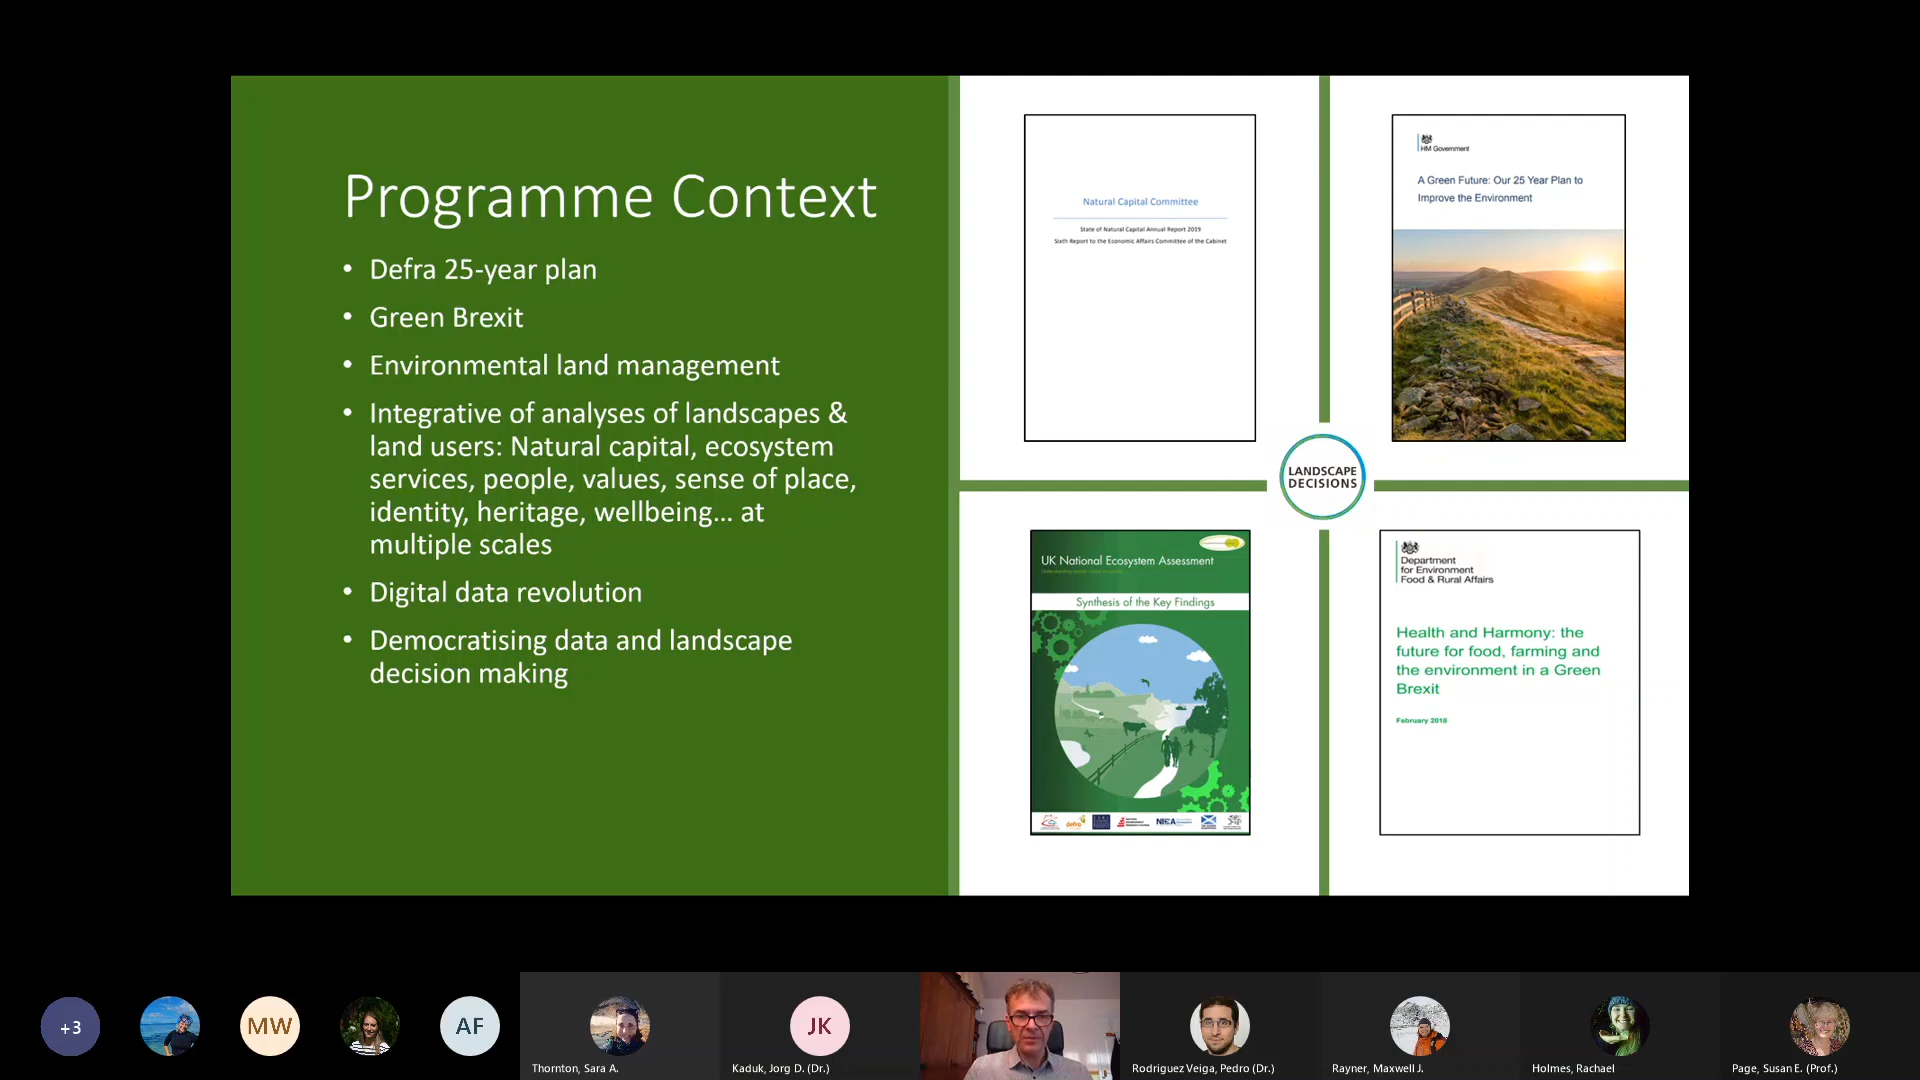 Programme Context
• Defra 25-year plan
• Green Brexit
• Environmental land management
• Integrative of analyses of landscapes &
land users: Natural capital, ecosystem
services, people, values, sense of place,
identity, heritage, wellbeing... at
multiple scales
• Digital data revolution
• Democratising data and landscape
decision making
Natural Capital Committee
State of Natural Capital Annual Report 2019
Sixth Report to the Economic Affairs Committee of the Cabinet
HM Government
A Green Future: Our 25 Year Plan to
Improve the Environment
LANDSCAPE
DECISIONS
UK National Ecosystem Assessment
Synthesis of the Key Findings
defra
Department
for Environment
Food & Rural Affairs
Health and Harmony: the
future for food, farming and
the environment in a Green
Brexit
February 2018
+3
MW
AF
JK
Thornton, Sara A.
Kaduk, Jorg D. (Dr.)
Rodriguez Veiga, Pedro (Dr.)
Rayner, Maxwell J.
Holmes, Rachael
Page, Susan E. (Prof.)